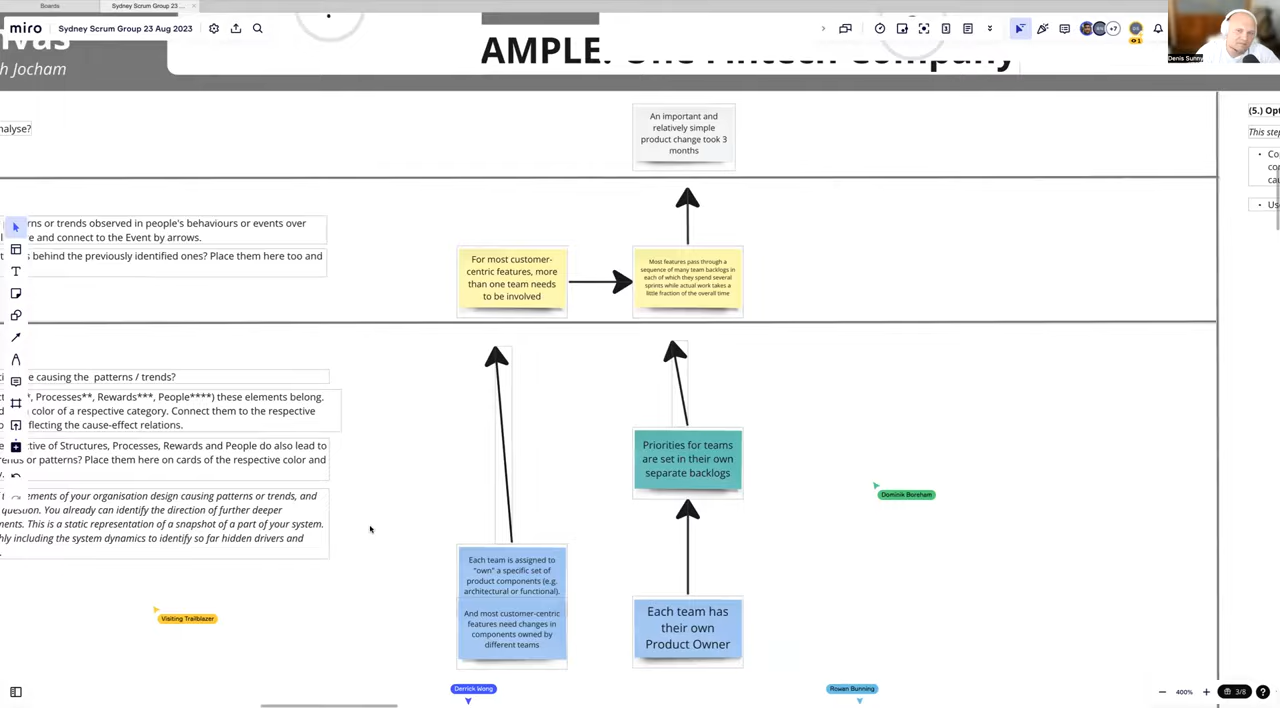 Boards
Sydney Scrum Group 23 ...
miro
Sydney Scrum Group 23 Aug 2023
+7
1
Denis Sunny
h Jocham
AMPLE. One Fintech Company
nalyse?
An important and
relatively simple
product change took 3
months
(5.) Opt
This step
Co
con
cau
Us
rns or trends observed in people's behaviours or events over
e and connect to the Event by arrows.
s behind the previously identified ones? Place them here too and
For most customer-
centric features, more
than one team needs
to be involved
Most features pass through a
sequence of many team backlogs in
each of which they spend several
sprints while actual work takes a
little fraction of the overall time
e causing the patterns / trends?
*, Processes**, Rewards***, People****) these elements belong.
color of a respective category. Connect them to the respective
flecting the cause-effect relations.
tive of Structures, Processes, Rewards and People do also lead to
ends or patterns? Place them here on cards of the respective color and
ements of your organisation design causing patterns or trends, and
question. You already can identify the direction of further deeper
ments. This is a static representation of a snapshot of a part of your system.
hly including the system dynamics to identify so far hidden drivers and
Priorities for teams
are set in their own
separate backlogs
Dominik Boreham
Each team is assigned to
"own" a specific set of
product components (e.g.
architectural or functional).
And most customer-centric
features need changes in
components owned by
different teams
Each team has
their own
Product Owner
Visiting Trailblazer
Derrick Wong
Rowan Bunning
400%
3/8